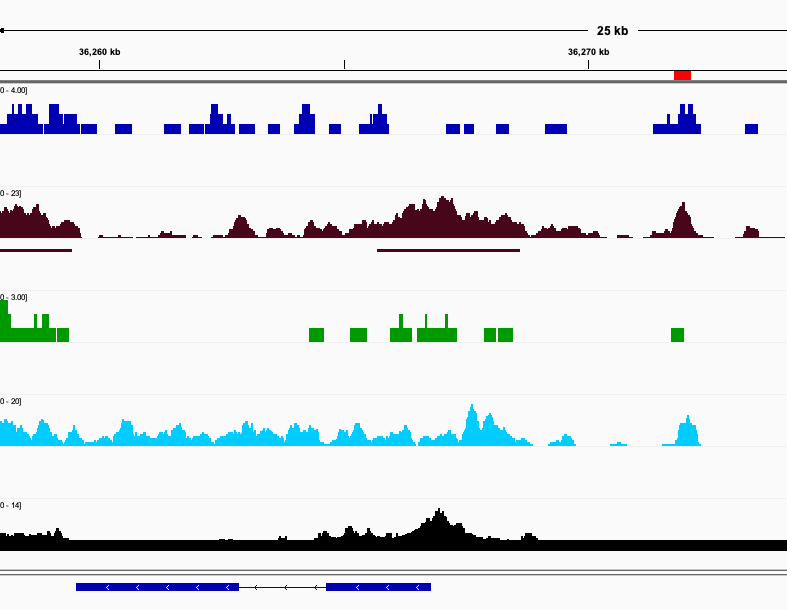 25 kb
36,260 kb 36,270 kb
0 - 4.00]
0 - 23]
0 - 3.00]
0 - 20]
0 - 14]